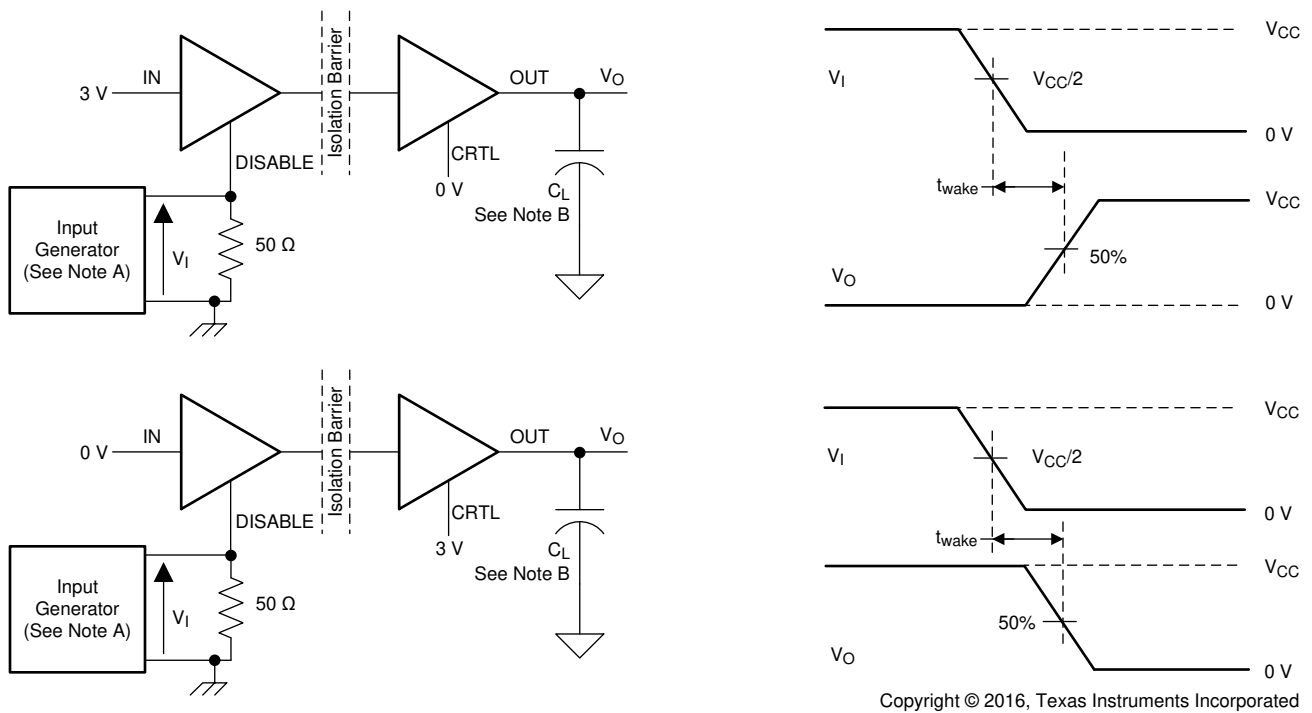 IN
3 V
DISABLE
Isolation Barrier
OUT
VO
CRTL
0 V
CL
See Note B
Input
Generator
(See Note A)
VI
50 Ω
VCC
VI
VCC/2
0 V
twake
VCC
50%
VO
0 V
IN
0 V
DISABLE
Isolation Barrier
OUT
VO
CRTL
3 V
CL
See Note B
Input
Generator
(See Note A)
VI
50 Ω
VCC
VI
VCC/2
0 V
twake
VCC
50%
VO
0 V
Copyright © 2016, Texas Instruments Incorporated